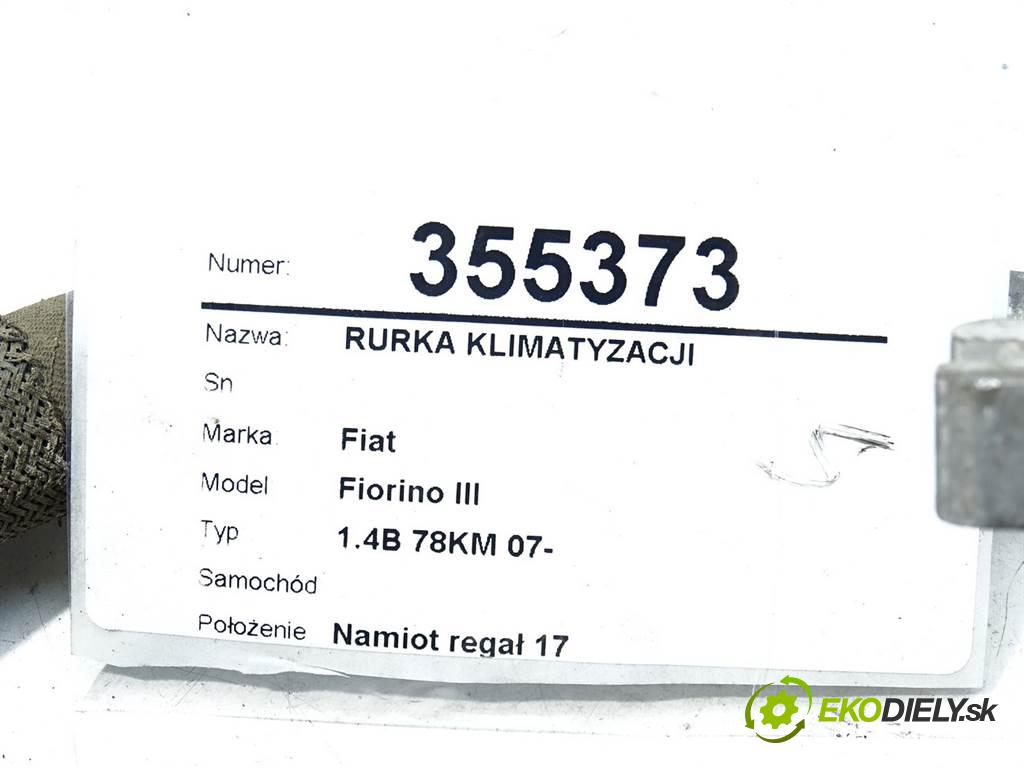 Numer: 355373
Nazwa: RURKA KLIMATYZACJI
Sn
Marka: Fiat
Model Fiorino III
Typ 1.4B 78KM 07-
Samochód
Położenie Namiot regał 17
EKODIELY.sk